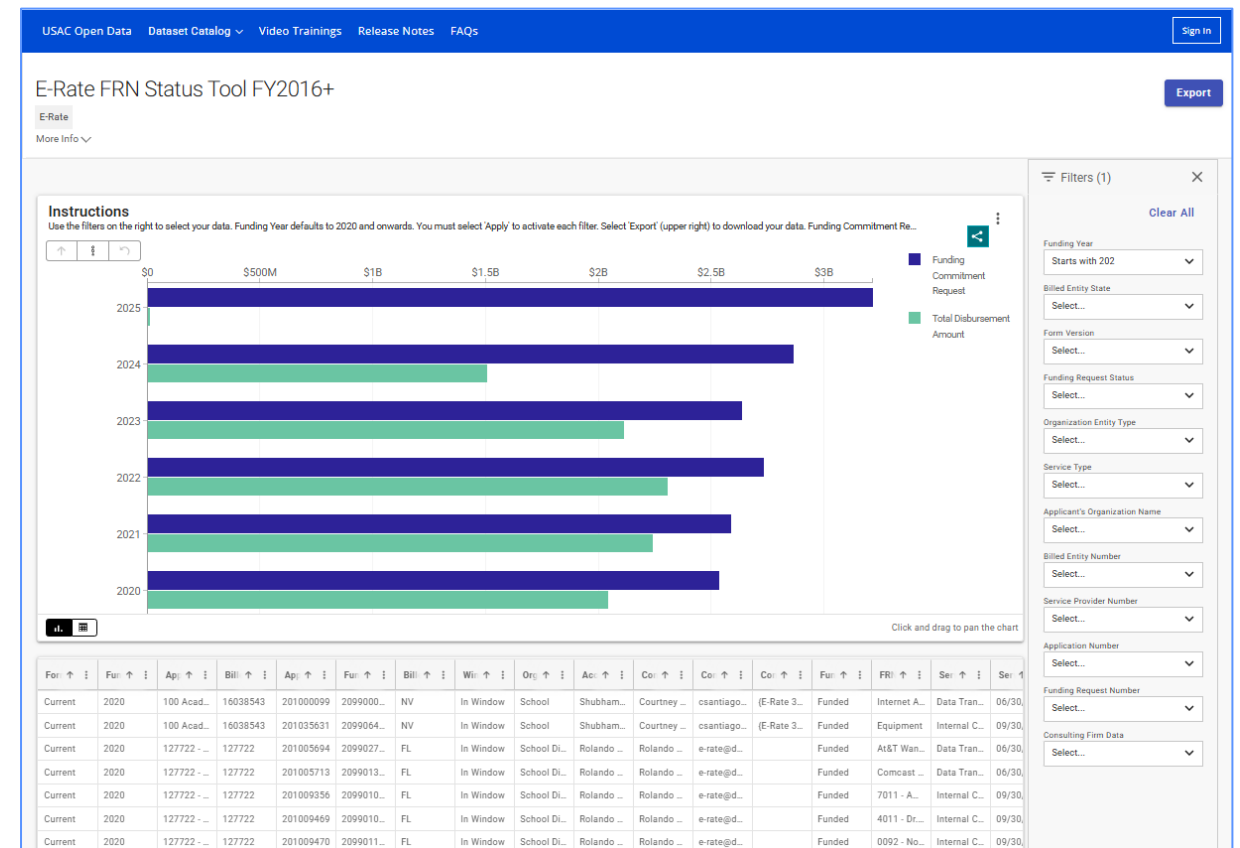 USAC Open Data Dataset Catalog Video Trainings Release Notes FAQs Sign In
E-Rate FRN Status Tool FY2016+
Export
E-Rate
More Info
Filters (1)
Clear All
Instructions
Use the filters on the right to select your data. Funding Year defaults to 2020 and onwards. You must select 'Apply' to activate each filter. Select 'Export' (upper right) to download your data. Funding Commitment Re...
$0 $500M $1B $1.5B $2B $2.5B $3B
Funding
Commitment
Request
Total Disbursement
Amount
2025
2024
2023
2022
2021
2020
Click and drag to pan the chart
Funding Year
Starts with 202
Billed Entity State
Select...
Form Version
Select...
Funding Request Status
Select...
Organization Entity Type
Select...
Service Type
Select...
Applicant's Organization Name
Select...
Billed Entity Number
Select...
Service Provider Number
Select...
Application Number
Select...
Funding Request Number
Select...
Consulting Firm Data
Select...
Current 2020 100 Acad... 16038543 201000099 2099000... NV In Window School Shubham... Courtney ... csantiago... (E-Rate 3... Funded Internet A... Data Tran... 06/30,
Current 2020 100 Acad... 16038543 201035631 2099064... NV In Window School Shubham... Courtney ... csantiago... (E-Rate 3... Funded Equipment Internal C... 09/30,
Current 2020 127722 - ... 127722 201005694 2099027... FL In Window School Di... Rolando ... Rolando ... e-rate@d... Funded At&T Wan... Data Tran... 06/30,
Current 2020 127722 - ... 127722 201005713 2099013... FL In Window School Di... Rolando ... Rolando ... e-rate@d... Funded Comcast ... Data Tran... 06/30,
Current 2020 127722 - ... 127722 201009356 2099010... FL In Window School Di... Rolando ... Rolando ... e-rate@d... Funded 7011 - A... Internal C... 09/30,
Current 2020 127722 - ... 127722 201009469 2099010... FL In Window School Di... Rolando ... Rolando ... e-rate@d... Funded 4011 - Dr... Internal C... 09/30,
Current 2020 127722 - ... 127722 201009470 2099011... FL In Window School Di... Rolando ... Rolando ... e-rate@d... Funded 0092 - No... Internal C... 09/30,